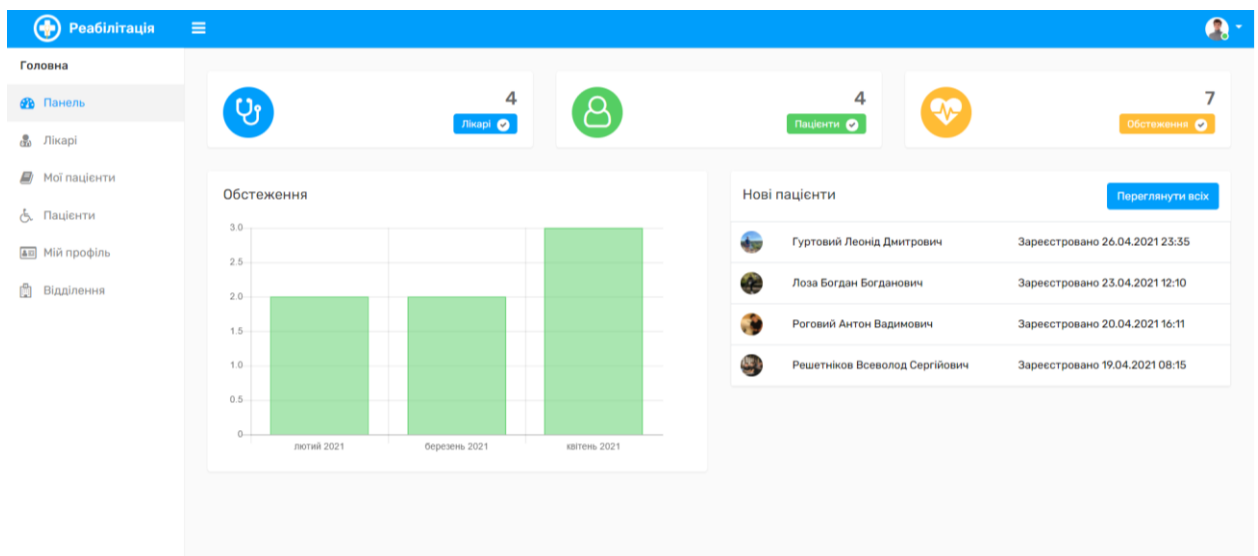 Реабілітація
Головна
Панель
Лікарі
Мої пацієнти
Пацієнти
Мій профіль
Відділення
4
Лікарі
4
Пацієнти
7
Обстеження
Обстеження
3.0
2.5
2.0
1.5
1.0
0.5
0
лютий 2021 березень 2021 квітень 2021
Нові пацієнти Переглянути всіх
Гуртовий Леонід Дмитрович Зареєстровано 26.04.2021 23:35
Лоза Богдан Богданович Зареєстровано 23.04.2021 12:10
Роговий Антон Вадимович Зареєстровано 20.04.2021 16:11
Решетніков Всеволод Сергійович Зареєстровано 19.04.2021 08:15